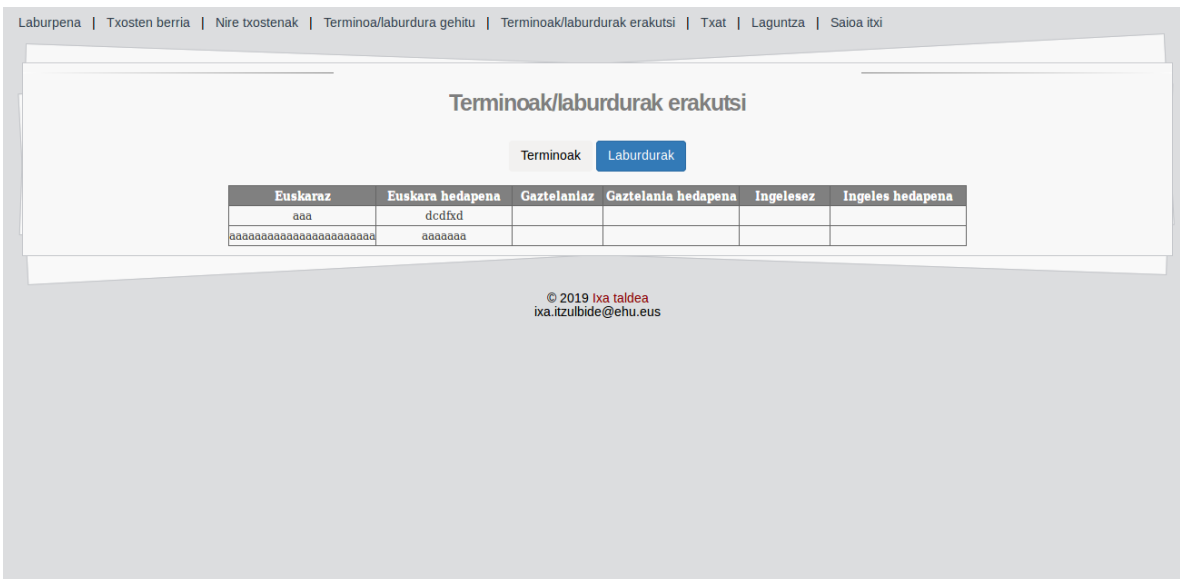 Laburpena | Txosten berria | Nire txostenak | Terminoa/laburdura gehitu | Terminoak/laburdurak erakutsi | Txat | Laguntza | Saioa itxi
Terminoak/laburdurak erakutsi
Terminoak Laburdurak
Euskaraz Euskara hedapena Gaztelaniaz Gaztelania hedapena Ingelesez Ingeles hedapena
aaa dcdfxd
aaaaaaaaaaaaaaaaaaaaaaa aaaaaaa
© 2019 Ixa taldea
ixa.itzulbide@ehu.eus